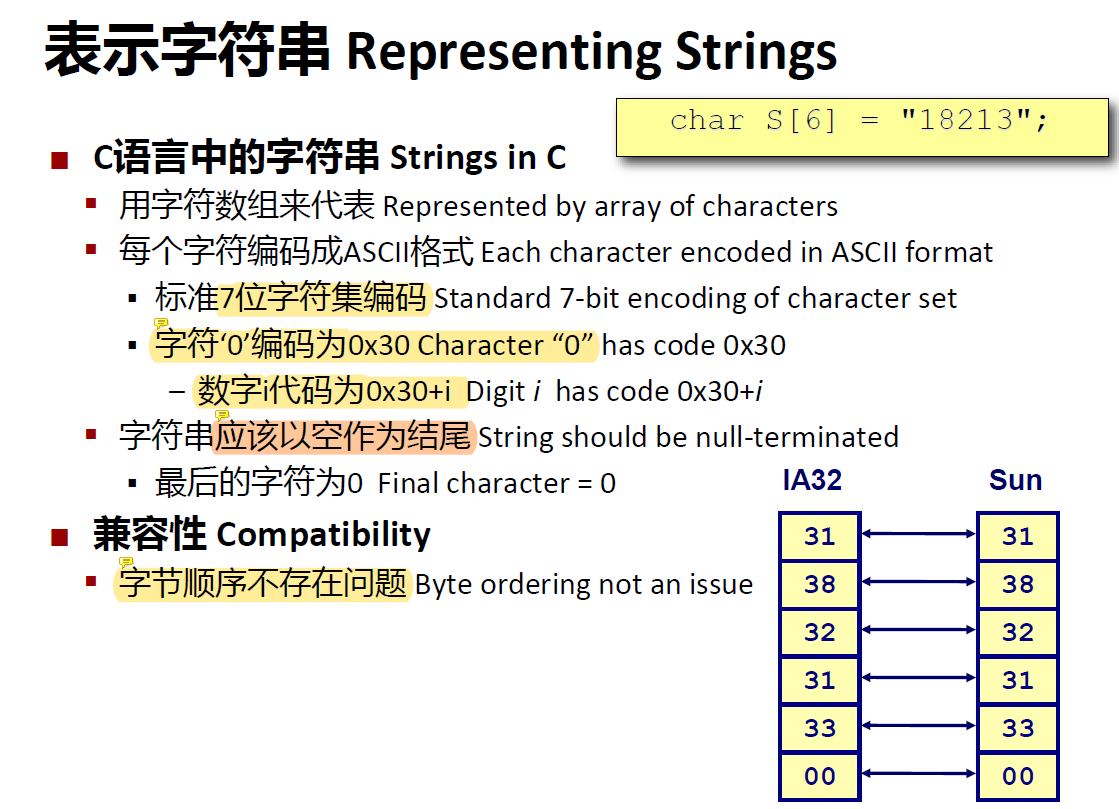 表示字符串 Representing Strings
char S[6] = "18213";
C语言中的字符串 Strings in C
用字符数组来代表 Represented by array of characters
每个字符编码成ASCII格式 Each character encoded in ASCII format
标准7位字符集编码 Standard 7-bit encoding of character set
字符‘0’编码为0x30 Character “0” has code 0x30
– 数字i代码为0x30+i Digit i has code 0x30+i
字符串应该以空作为结尾 String should be null-terminated
最后的字符为0 Final character = 0
兼容性 Compatibility
字节顺序不存在问题 Byte ordering not an issue
IA32 Sun
31 31
38 38
32 32
31 31
33 33
00 00